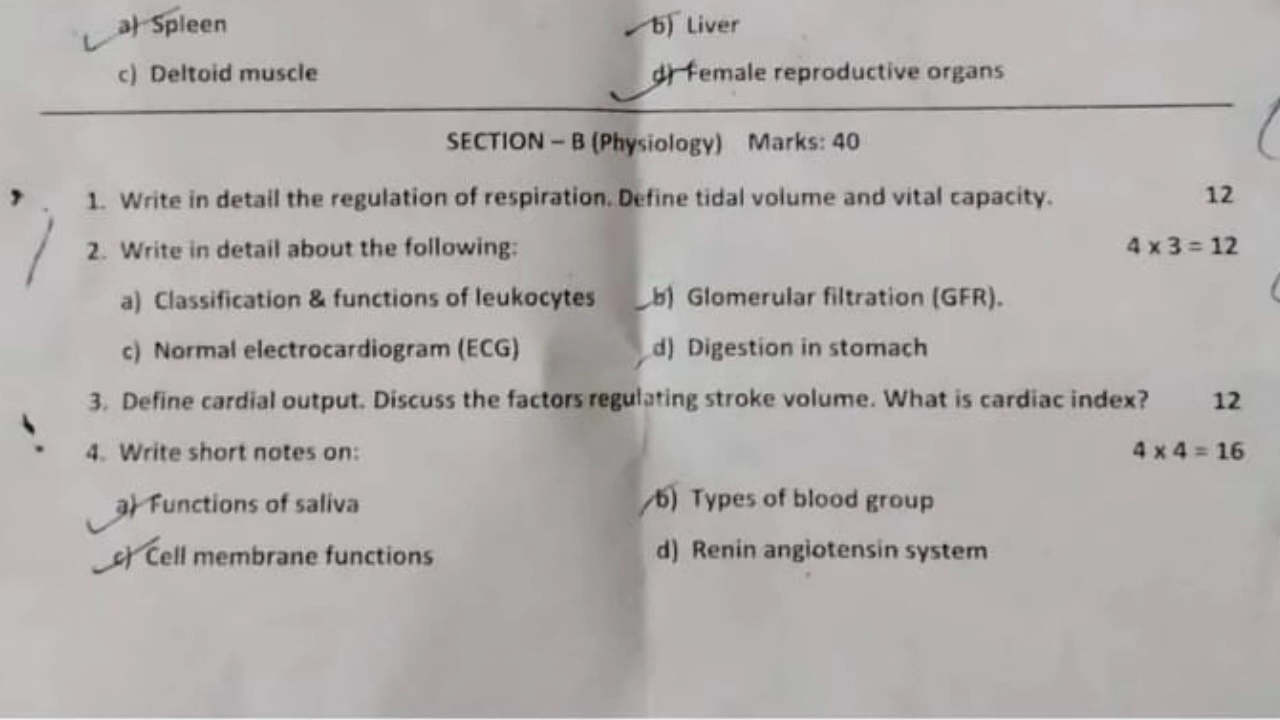 a) Spleen b) Liver
c) Deltoid muscle d) Female reproductive organs
SECTION – B (Physiology) Marks: 40
1. Write in detail the regulation of respiration. Define tidal volume and vital capacity. 12
2. Write in detail about the following: 4 x 3 = 12
a) Classification & functions of leukocytes b) Glomerular filtration (GFR).
c) Normal electrocardiogram (ECG) d) Digestion in stomach
3. Define cardial output. Discuss the factors regulating stroke volume. What is cardiac index? 12
4. Write short notes on: 4 x 4 = 16
a) Functions of saliva b) Types of blood group
c) Cell membrane functions d) Renin angiotensin system